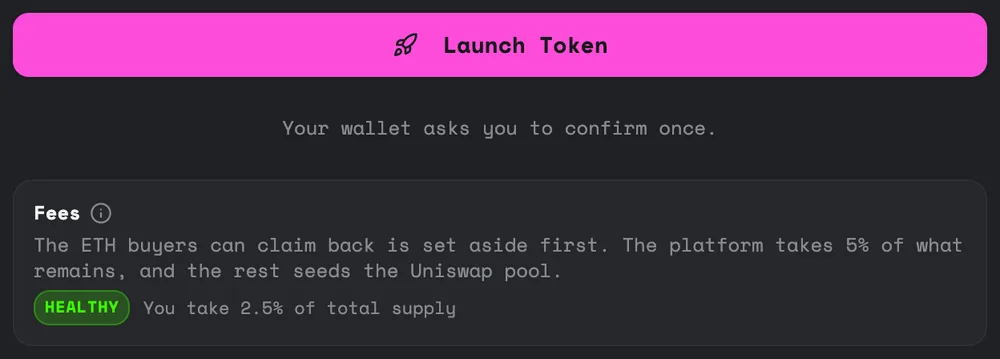 Launch Token
Your wallet asks you to confirm once.
Fees
The ETH buyers can claim back is set aside first. The platform takes 5% of what
remains, and the rest seeds the Uniswap pool.
HEALTHY You take 2.5% of total supply